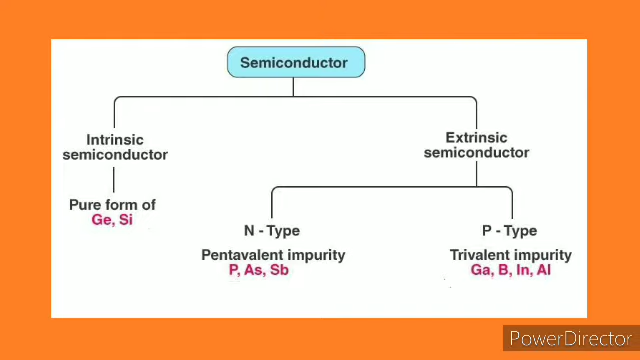 Semiconductor
Intrinsic
semiconductor
Extrinsic
semiconductor
Pure form of
Ge, Si
N - Type
Pentavalent impurity
P, As, Sb
P - Type
Trivalent impurity
Ga, B, In, Al
PowerDirector